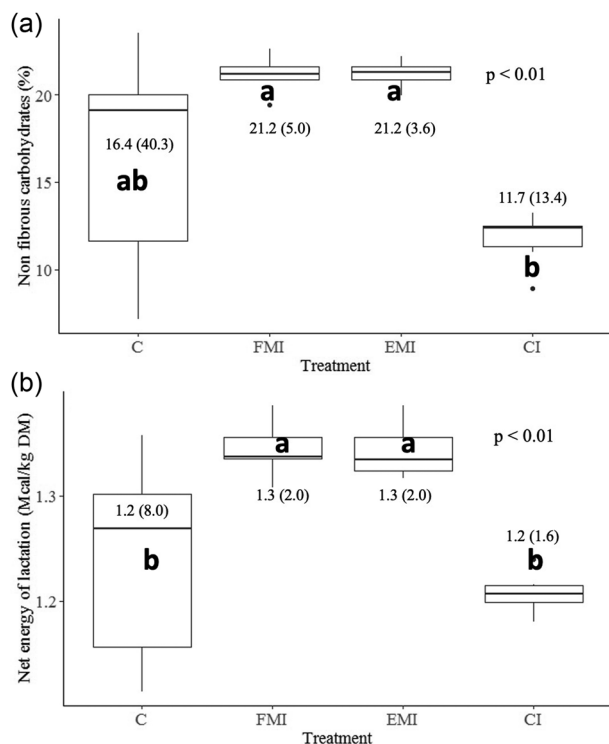 (a)
Non fibrous carbohydrates (%)
20
15
10
16.4 (40.3)
ab
a
21.2 (5.0)
a
21.2 (3.6)
p < 0.01
11.7 (13.4)
b
C FMI EMI CI
Treatment
(b)
Net energy of lactation (Mcal/kg DM)
1.3
1.2
1.2 (8.0)
b
a
1.3 (2.0)
a
1.3 (2.0)
p < 0.01
1.2 (1.6)
b
C FMI EMI CI
Treatment